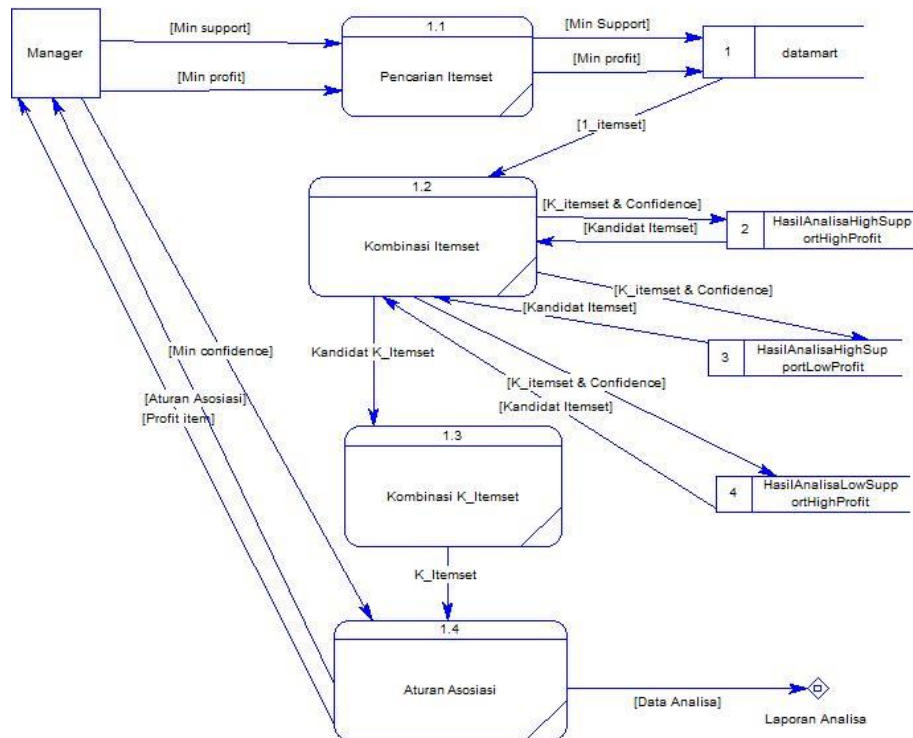 Manager
[Min support]
[Min profit]
1.1
Pencarian Itemset
[Min Support]
[Min profit]
1
datamart
[1_itemset]
1.2
Kombinasi Itemset
[K_itemset & Confidence]
[Kandidat Itemset]
2
HasilAnalisaHighSupp
ortHighProfit
[K_itemset & Confidence]
[Kandidat Itemset]
3
HasilAnalisaHighSup
portLowProfit
[K_itemset & Confidence]
[Kandidat Itemset]
4
HasilAnalisaLowSupp
ortHighProfit
[Min confidence]
[Aturan Asosiasi]
[Profit item]
Kandidat K_Itemset
1.3
Kombinasi K_Itemset
K_Itemset
1.4
Aturan Asosiasi
[Data Analisa]
Laporan Analisa